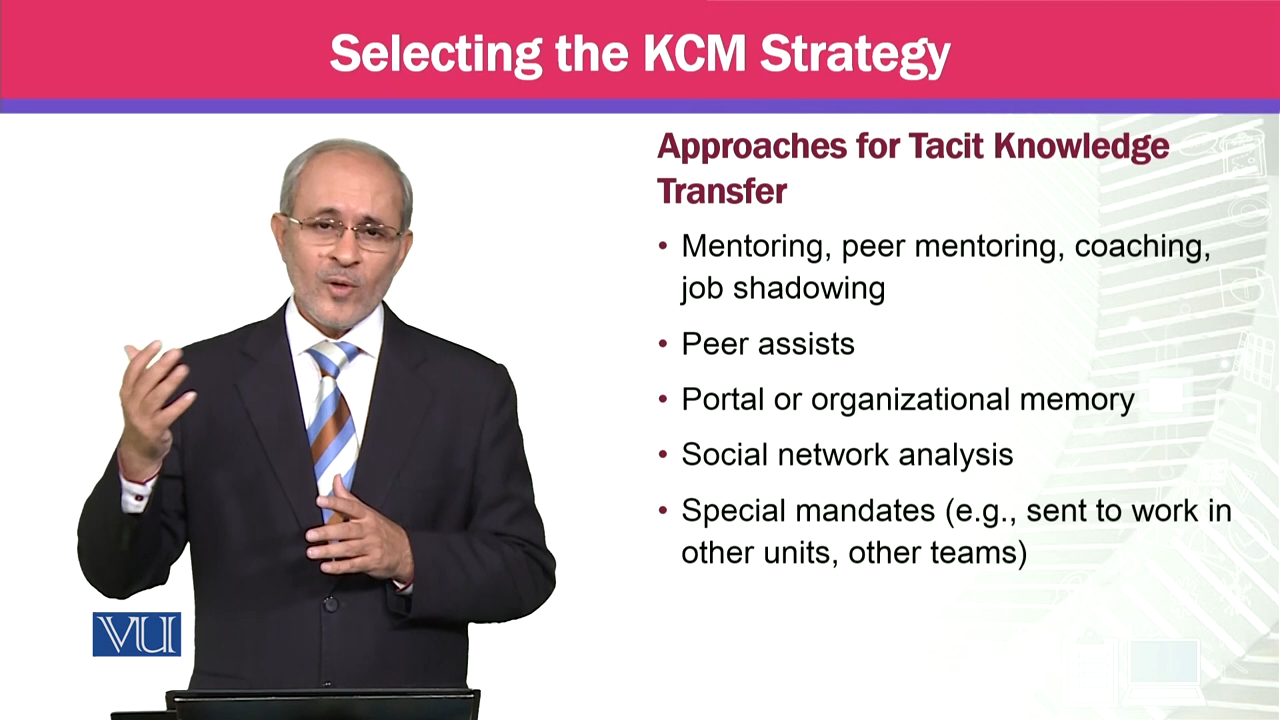 Selecting the KCM Strategy
Approaches for Tacit Knowledge
Transfer
• Mentoring, peer mentoring, coaching,
job shadowing
• Peer assists
• Portal or organizational memory
• Social network analysis
• Special mandates (e.g., sent to work in
other units, other teams)
VU